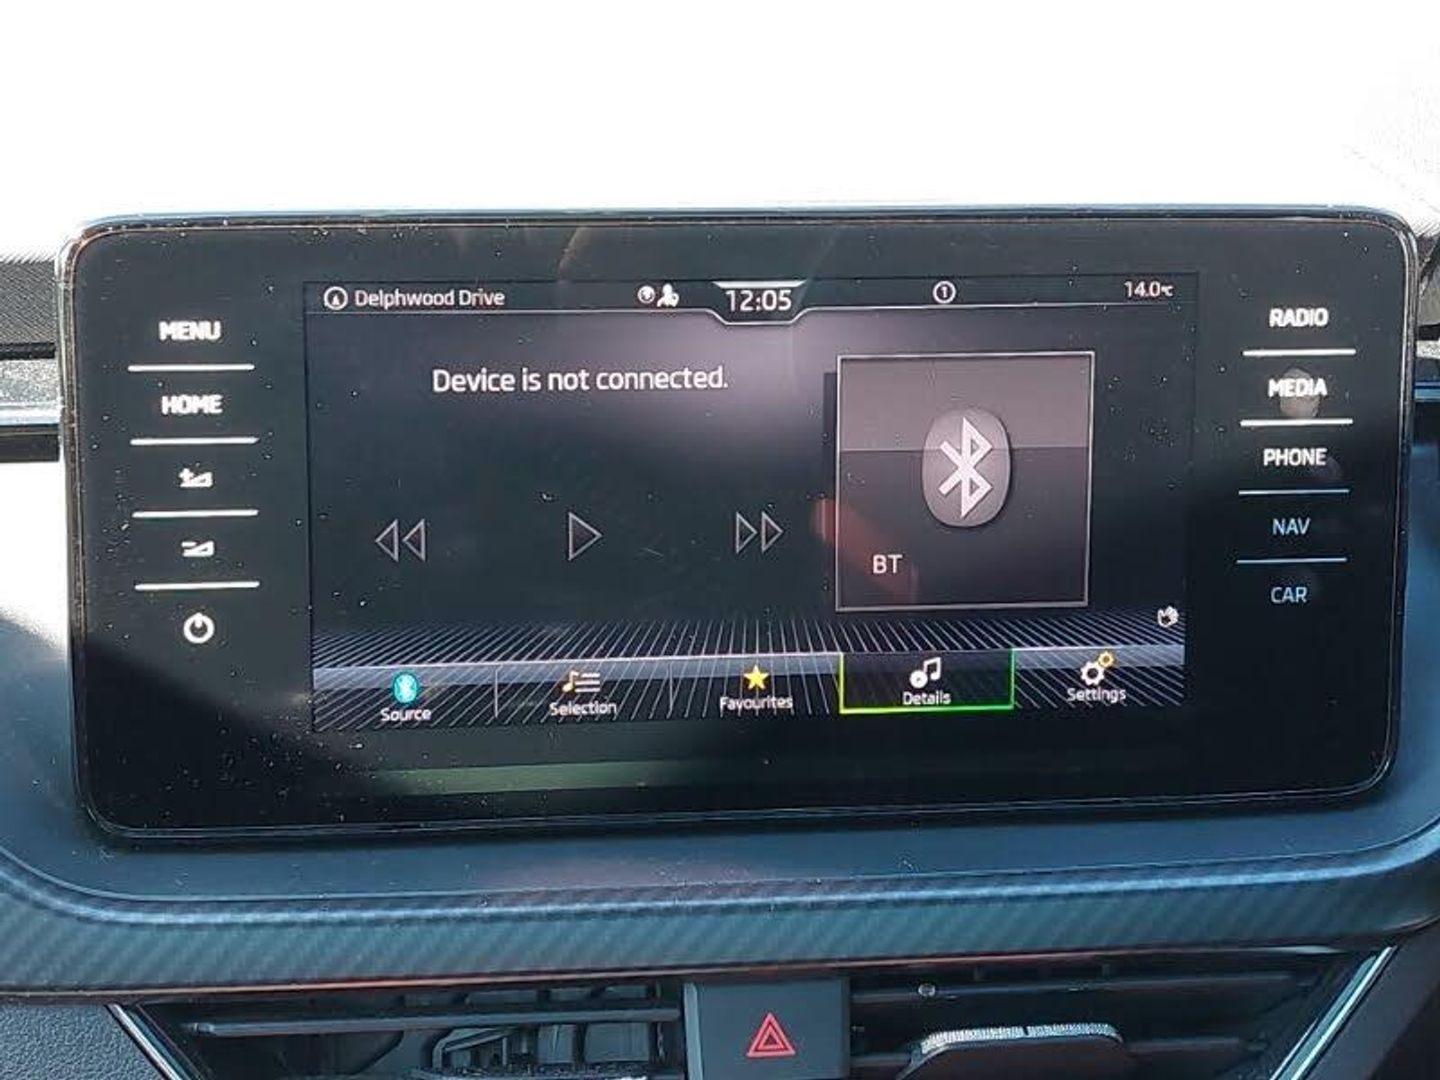 Delphwood Drive
12:05
1
14.0°C
MENU
HOME
Device is not connected.
BT
RADIO
MEDIA
PHONE
NAV
CAR
Source
Selection
Favourites
Details
Settings